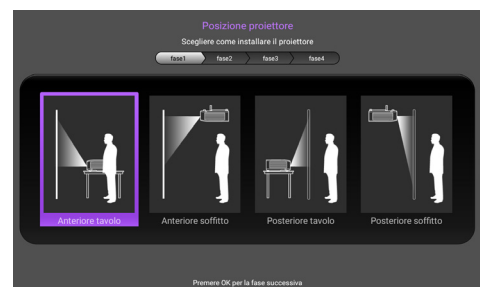 Posizione proiettore
Scegliere come installare il proiettore
fase1 fase2 fase3 fase4
Anteriore tavolo Anteriore soffitto Posteriore tavolo Posteriore soffitto
Premere OK per la fase successiva